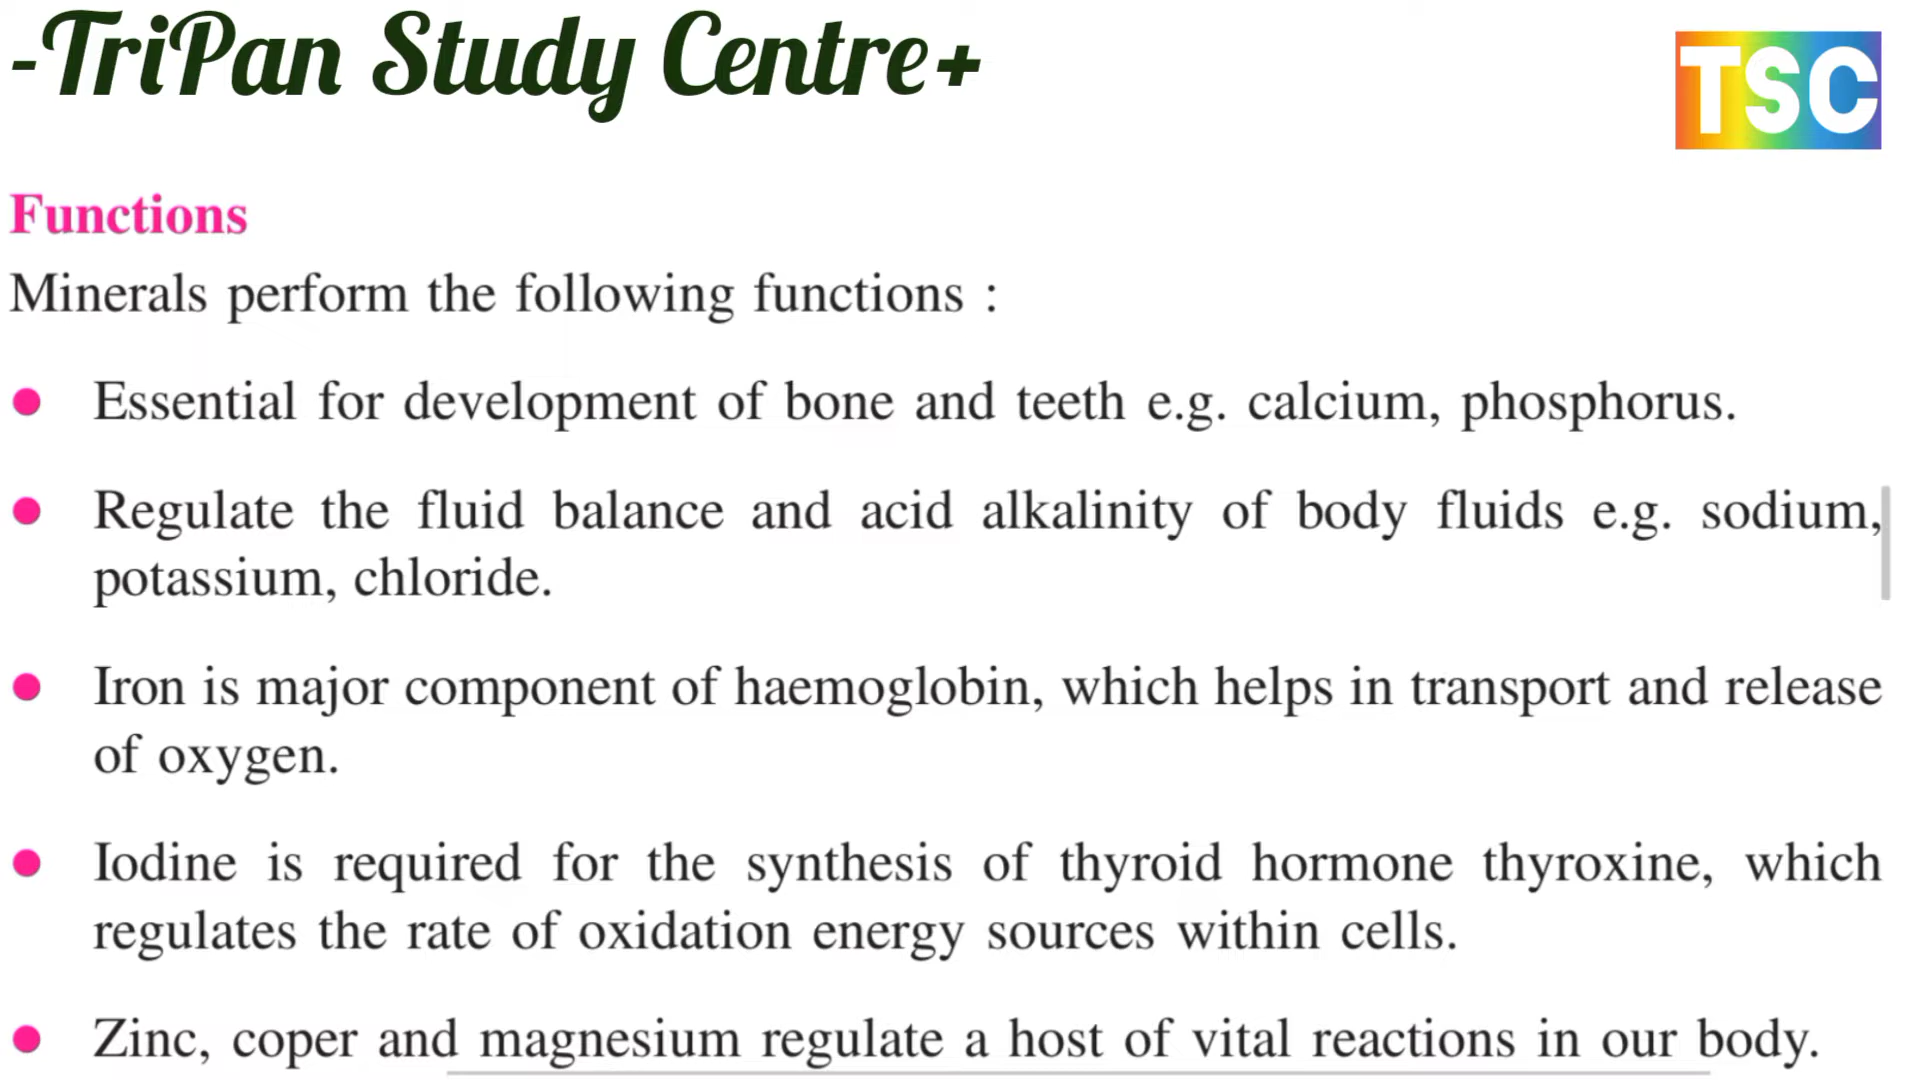 -TriPan Study Centre+
TSC
Functions
Minerals perform the following functions :
● Essential for development of bone and teeth e.g. calcium, phosphorus.
● Regulate the fluid balance and acid alkalinity of body fluids e.g. sodium,
potassium, chloride.
● Iron is major component of haemoglobin, which helps in transport and release
of oxygen.
● Iodine is required for the synthesis of thyroid hormone thyroxine, which
regulates the rate of oxidation energy sources within cells.
● Zinc, coper and magnesium regulate a host of vital reactions in our body.